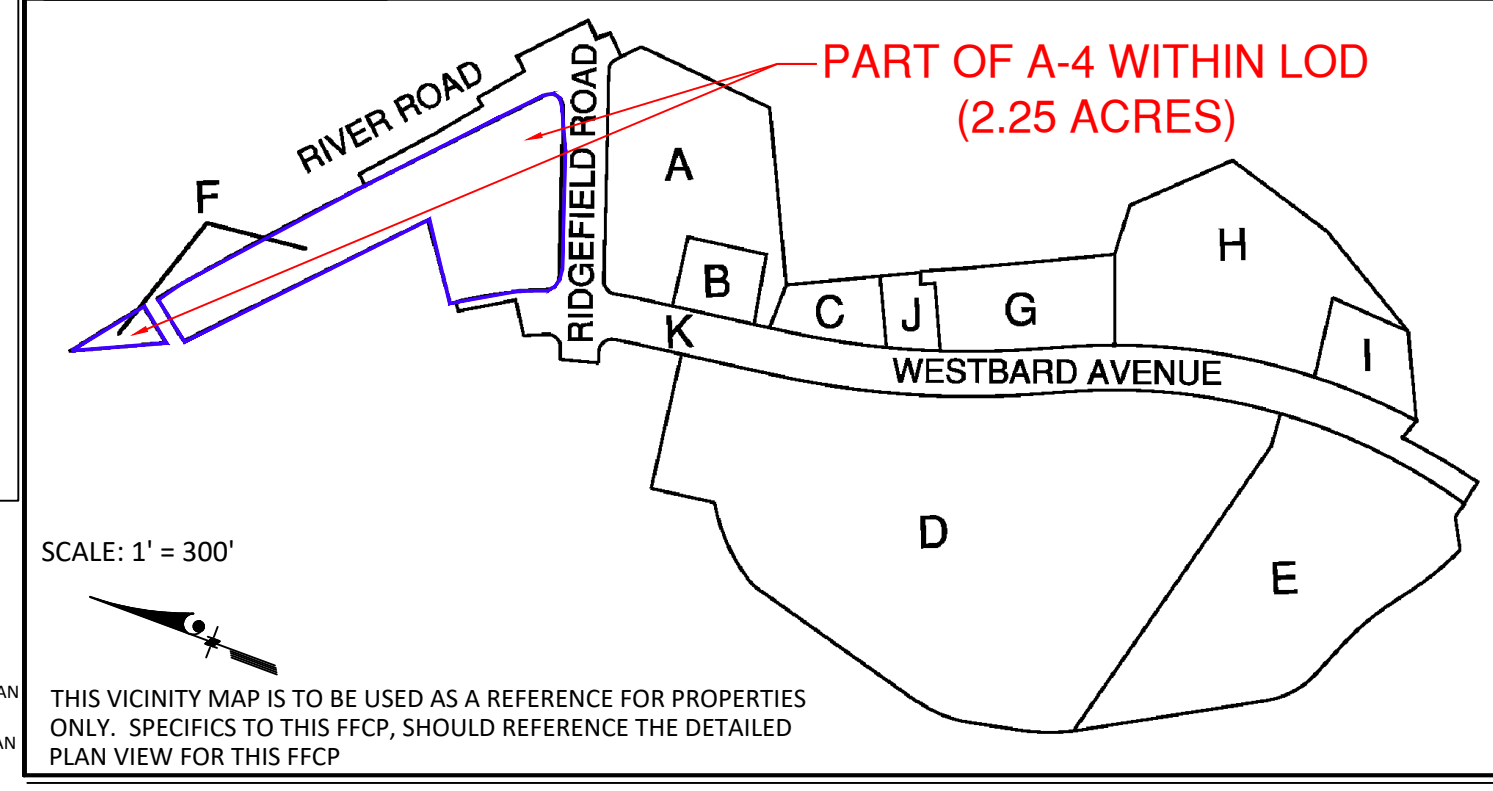 PART OF A-4 WITHIN LOD
(2.25 ACRES)
RIVER ROAD
RIDGEFIELD ROAD
F
A
B
C
J
G
H
I
K
WESTBARD AVENUE
D
E
SCALE: 1' = 300'
THIS VICINITY MAP IS TO BE USED AS A REFERENCE FOR PROPERTIES
ONLY. SPECIFICS TO THIS FFCP, SHOULD REFERENCE THE DETAILED
PLAN VIEW FOR THIS FFCP
AN
AN